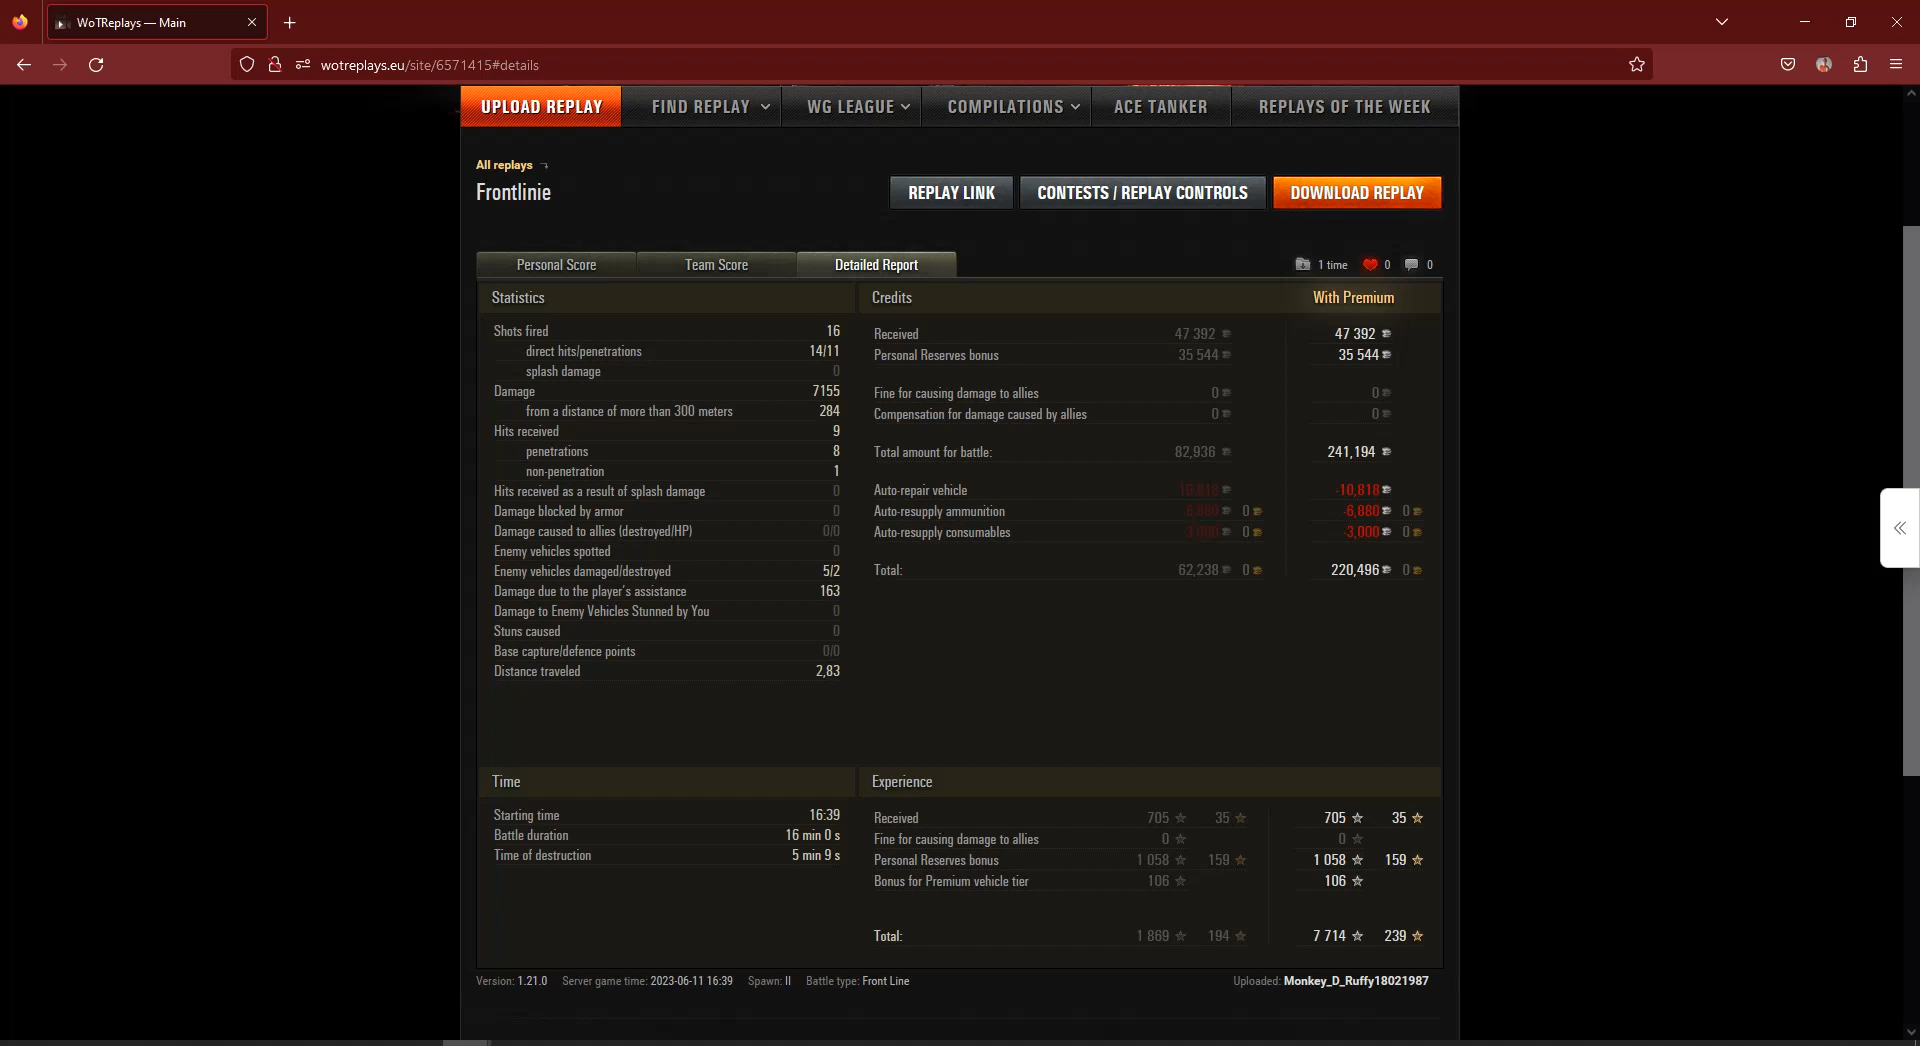 WoTReplays — Main
wotreplays.eu/site/6571415#details
UPLOAD REPLAY FIND REPLAY WG LEAGUE COMPILATIONS ACE TANKER REPLAYS OF THE WEEK
All replays
Frontlinie
REPLAY LINK CONTESTS / REPLAY CONTROLS DOWNLOAD REPLAY
Personal Score Team Score Detailed Report 1 time 0 0
Statistics
Shots fired 16
direct hits/penetrations 14/11
splash damage 0
Damage 7155
from a distance of more than 300 meters 284
Hits received 9
penetrations 8
non-penetration 1
Hits received as a result of splash damage 0
Damage blocked by armor 0
Damage caused to allies (destroyed/HP) 0/0
Enemy vehicles spotted 0
Enemy vehicles damaged/destroyed 5/2
Damage due to the player's assistance 163
Damage to Enemy Vehicles Stunned by You 0
Stuns caused 0
Base capture/defence points 0/0
Distance traveled 2,83
Credits With Premium
Received 47 392 47 392
Personal Reserves bonus 35 544 35 544
Fine for causing damage to allies 0 0
Compensation for damage caused by allies 0 0
Total amount for battle: 82,936 241,194
Auto-repair vehicle -10,818 -10,818
Auto-resupply ammunition -6,880 0 -6,880 0
Auto-resupply consumables -3,000 0 -3,000 0
Total: 62,238 0 220,496 0
Time
Starting time 16:39
Battle duration 16 min 0 s
Time of destruction 5 min 9 s
Experience
Received 705 35 705 35
Fine for causing damage to allies 0 0
Personal Reserves bonus 1 058 159 1 058 159
Bonus for Premium vehicle tier 106 106
Total: 1 869 194 7 714 239
Version: 1.21.0 Server game time: 2023-06-11 16:39 Spawn: II Battle type: Front Line Uploaded: Monkey_D_Ruffy18021987